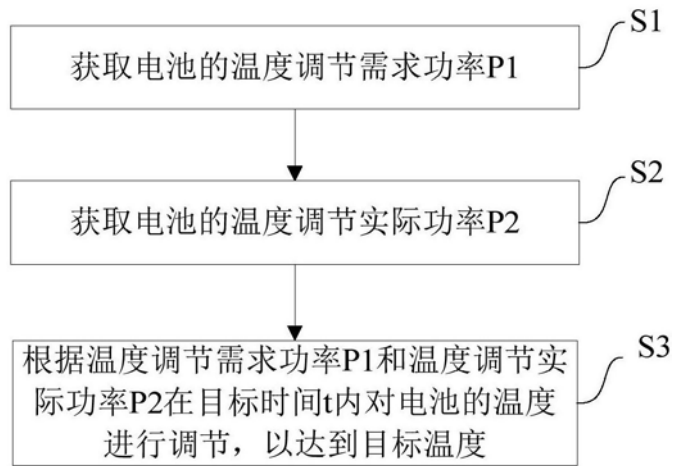 S1
获取电池的温度调节需求功率P1
S2
获取电池的温度调节实际功率P2
S3
根据温度调节需求功率P1和温度调节实
际功率P2在目标时间t内对电池的温度
进行调节，以达到目标温度